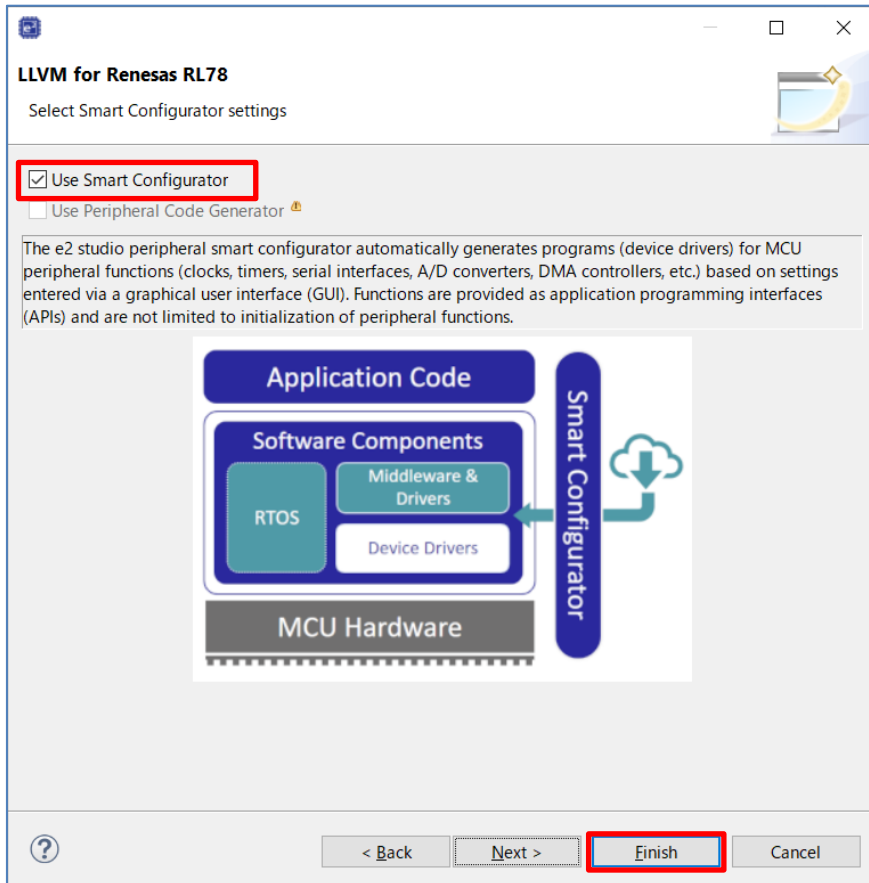 LLVM for Renesas RL78
Select Smart Configurator settings
Use Smart Configurator
Use Peripheral Code Generator
The e2 studio peripheral smart configurator automatically generates programs (device drivers) for MCU
peripheral functions (clocks, timers, serial interfaces, A/D converters, DMA controllers, etc.) based on settings
entered via a graphical user interface (GUI). Functions are provided as application programming interfaces
(APIs) and are not limited to initialization of peripheral functions.
Application Code
Software Components
RTOS
Middleware &
Drivers
Device Drivers
MCU Hardware
Smart Configurator
< Back
Next >
Finish
Cancel